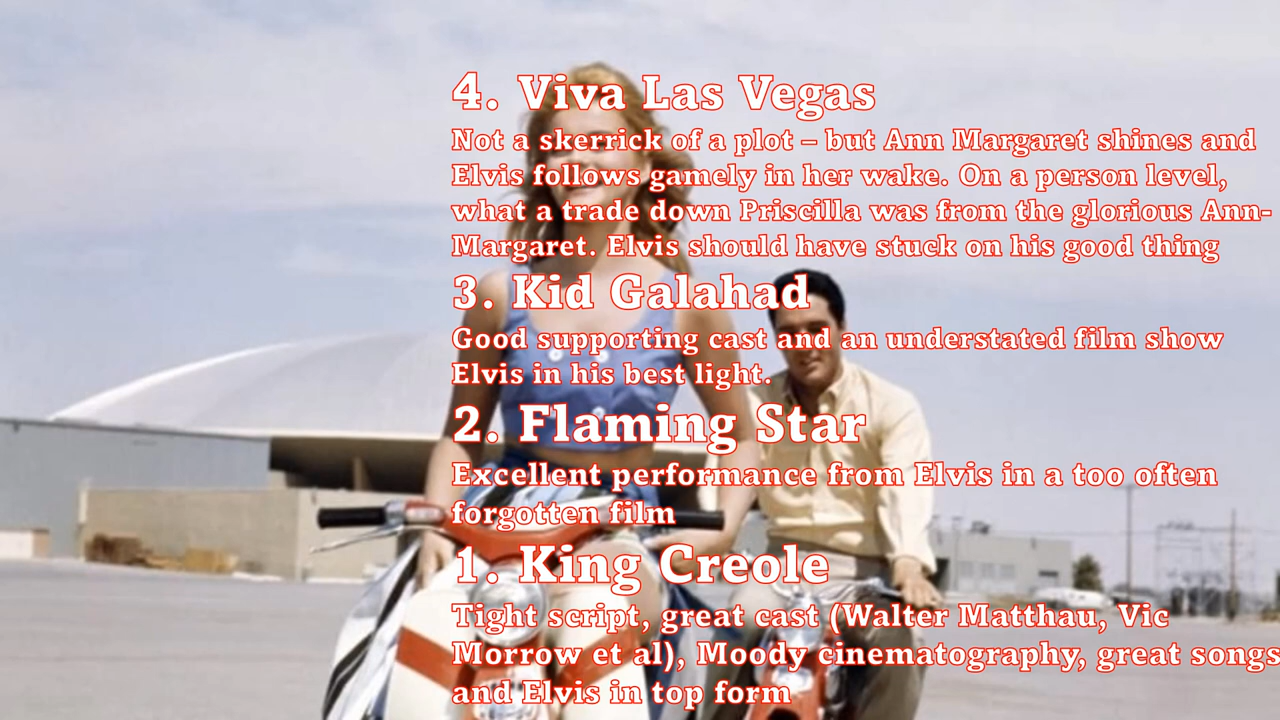 4. Viva Las Vegas
Not a skerrick of a plot – but Ann Margaret shines and
Elvis follows gamely in her wake. On a person level,
what a trade down Priscilla was from the glorious Ann-
Margaret. Elvis should have stuck on his good thing
3. Kid Galahad
Good supporting cast and an understated film show
Elvis in his best light.
2. Flaming Star
Excellent performance from Elvis in a too often
forgotten film
1. King Creole
Tight script, great cast (Walter Matthau, Vic
Morrow et al), Moody cinematography, great songs
and Elvis in top form